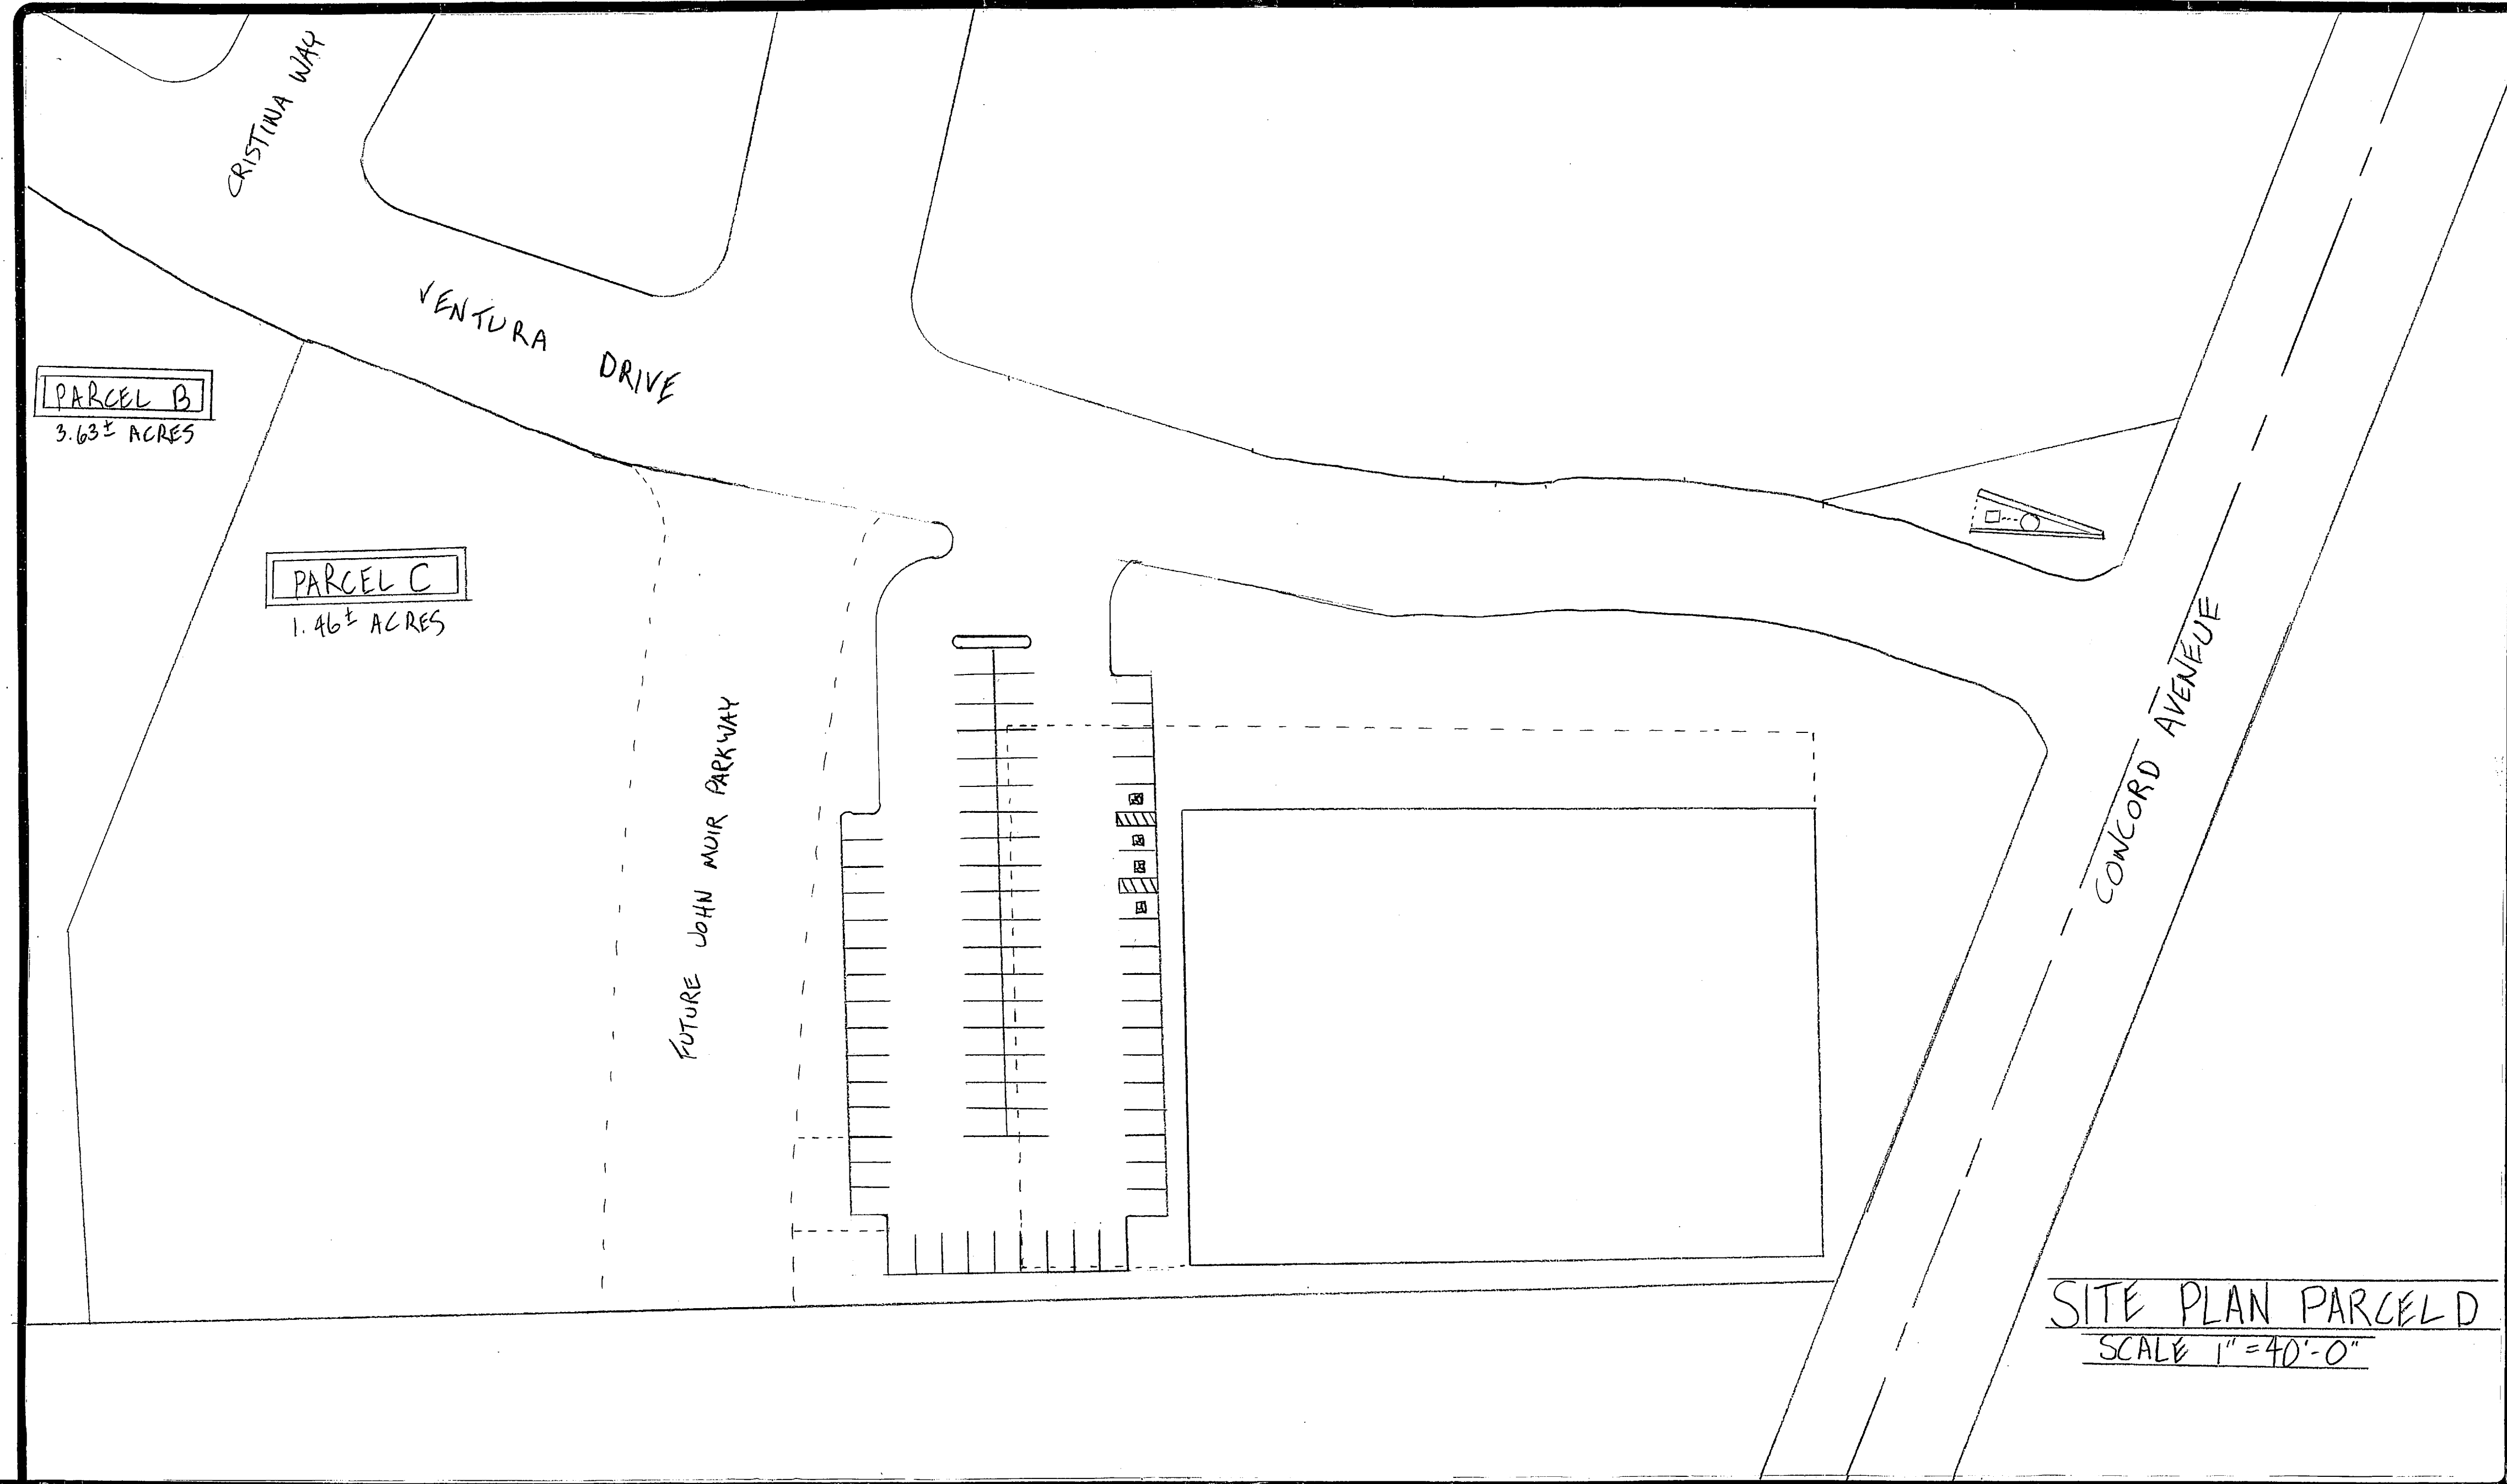 CRISTINA WAY
VENTURA DRIVE
PARCEL B
3.63± ACRES
PARCEL C
1.46± ACRES
FUTURE JOHN MUIR PARKWAY
CONCORD AVENEUE
SITE PLAN PARCEL D
SCALE 1"=40'-0"